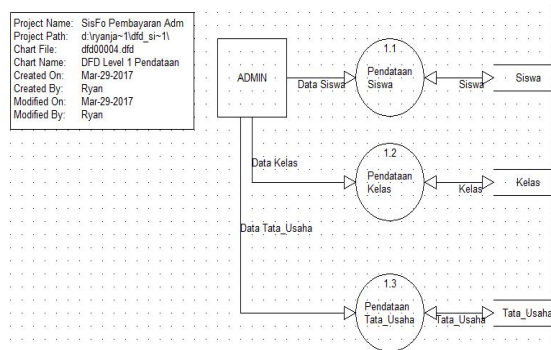 Project Name: SisFo Pembayaran Adm
Project Path: d:\ryanja~1\dfd_si~1\
Chart File: dfd00004.dfd
Chart Name: DFD Level 1 Pendataan
Created On: Mar-29-2017
Created By: Ryan
Modified On: Mar-29-2017
Modified By: Ryan
ADMIN
Data Siswa
1.1
Pendataan
Siswa
Siswa
Siswa
Data Kelas
1.2
Pendataan
Kelas
Kelas
Kelas
Data Tata_Usaha
1.3
Pendataan
Tata_Usaha
Tata_Usaha
Tata_Usaha